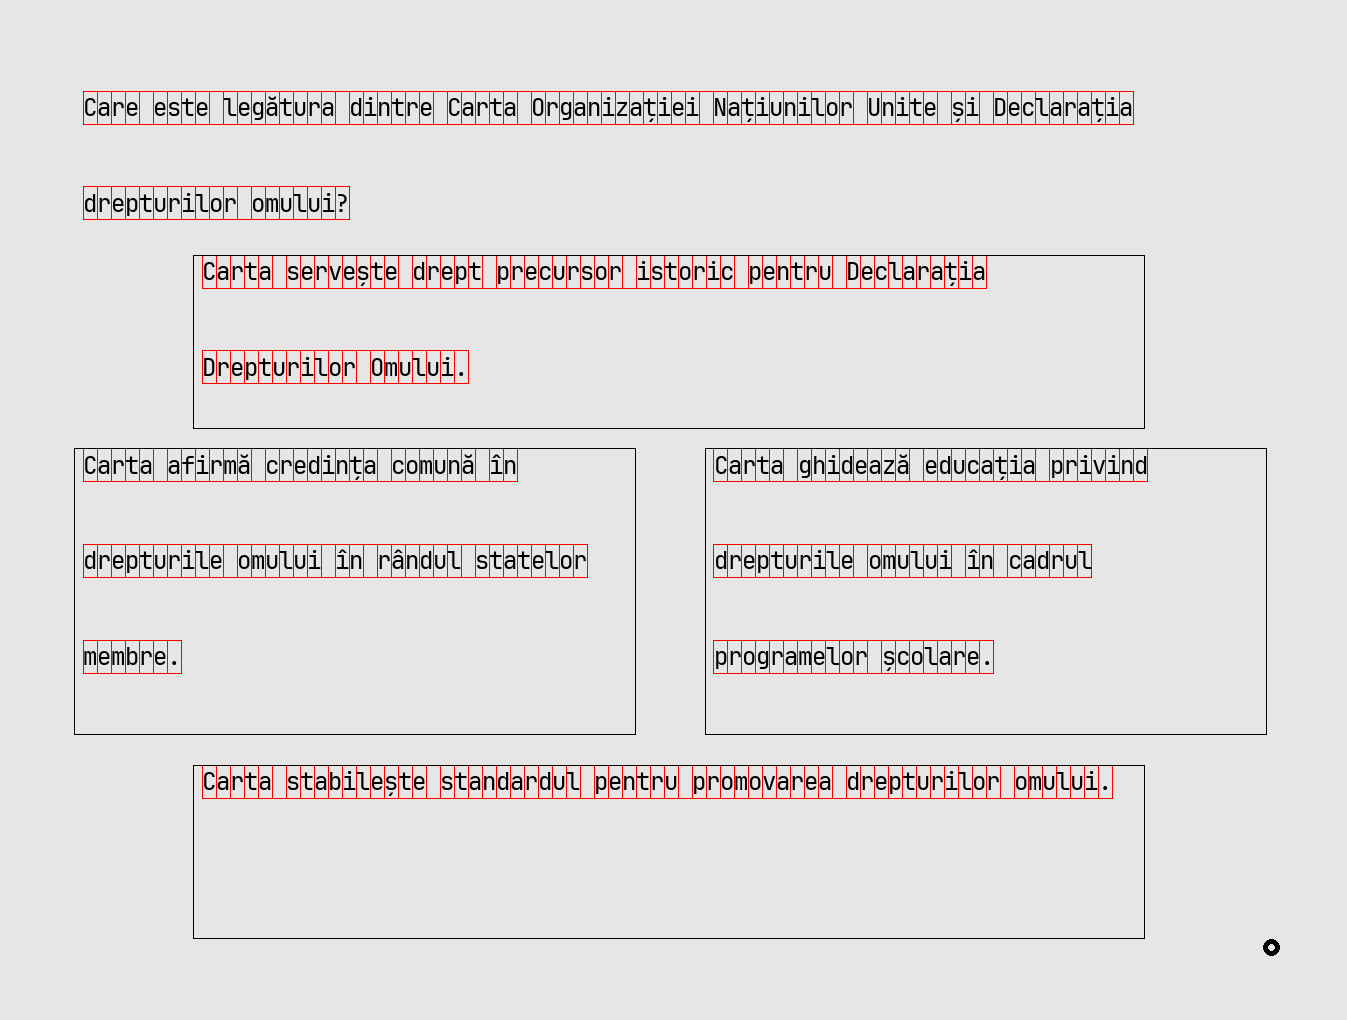 Care este legătura dintre Carta Organizației Națiunilor Unite și Declarația
drepturilor omului?
Carta servește drept precursor istoric pentru Declarația
Drepturilor Omului.
Carta afirmă credința comună în
drepturile omului în rândul statelor
membre.
Carta ghidează educația privind
drepturile omului în cadrul
programelor școlare.
Carta stabilește standardul pentru promovarea drepturilor omului.